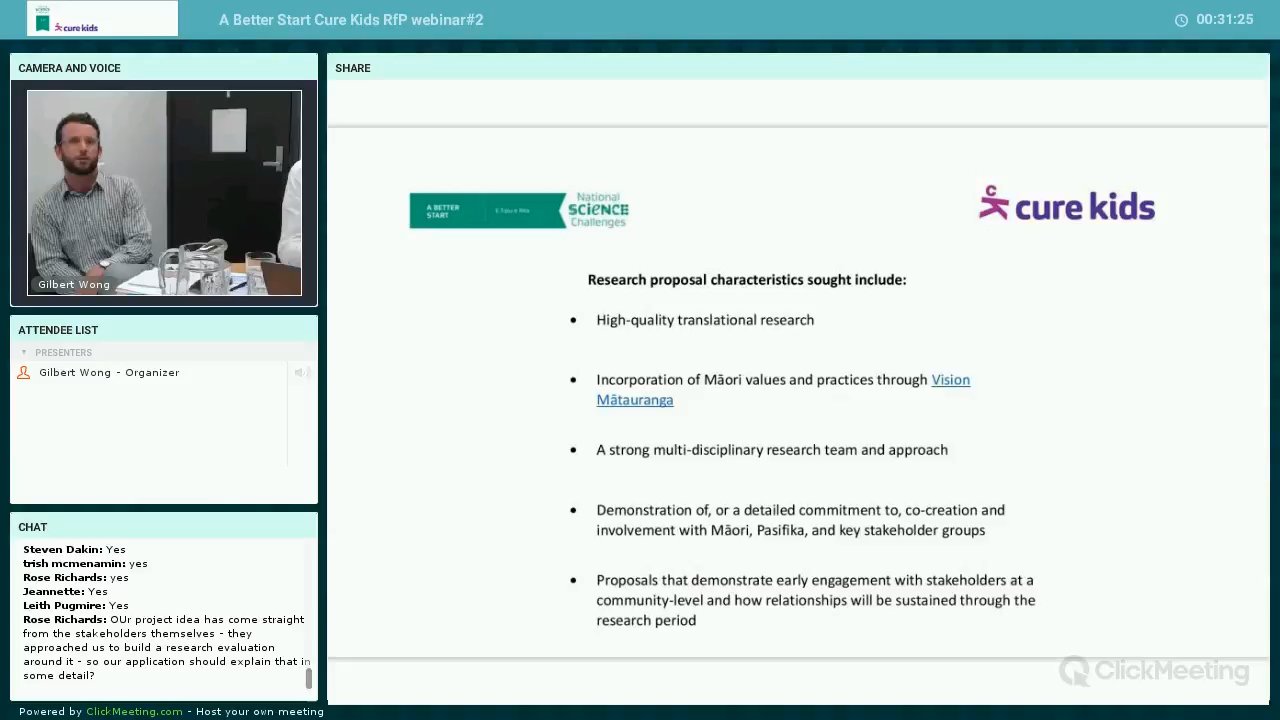 SCIENCE
cure kids
A Better Start Cure Kids RfP webinar#2
00:31:25
CAMERA AND VOICE
Gilbert Wong
ATTENDEE LIST
PRESENTERS
Gilbert Wong - Organizer
CHAT
Steven Dakin: Yes
trish mcmenamin: yes
Rose Richards: yes
Jeannette: Yes
Leith Pugmire: Yes
Rose Richards: OUr project idea has come straight
from the stakeholders themselves - they
approached us to build a research evaluation
around it - so our application should explain that in
some detail?
SHARE
A BETTER
START
National
SCIENCE
Challenges
cure kids
Research proposal characteristics sought include:
• High-quality translational research
• Incorporation of Māori values and practices through Vision
Mātauranga
• A strong multi-disciplinary research team and approach
• Demonstration of, or a detailed commitment to, co-creation and
involvement with Māori, Pasifika, and key stakeholder groups
• Proposals that demonstrate early engagement with stakeholders at a
community-level and how relationships will be sustained through the
research period
ClickMeeting
Powered by ClickMeeting.com - Host your own meeting